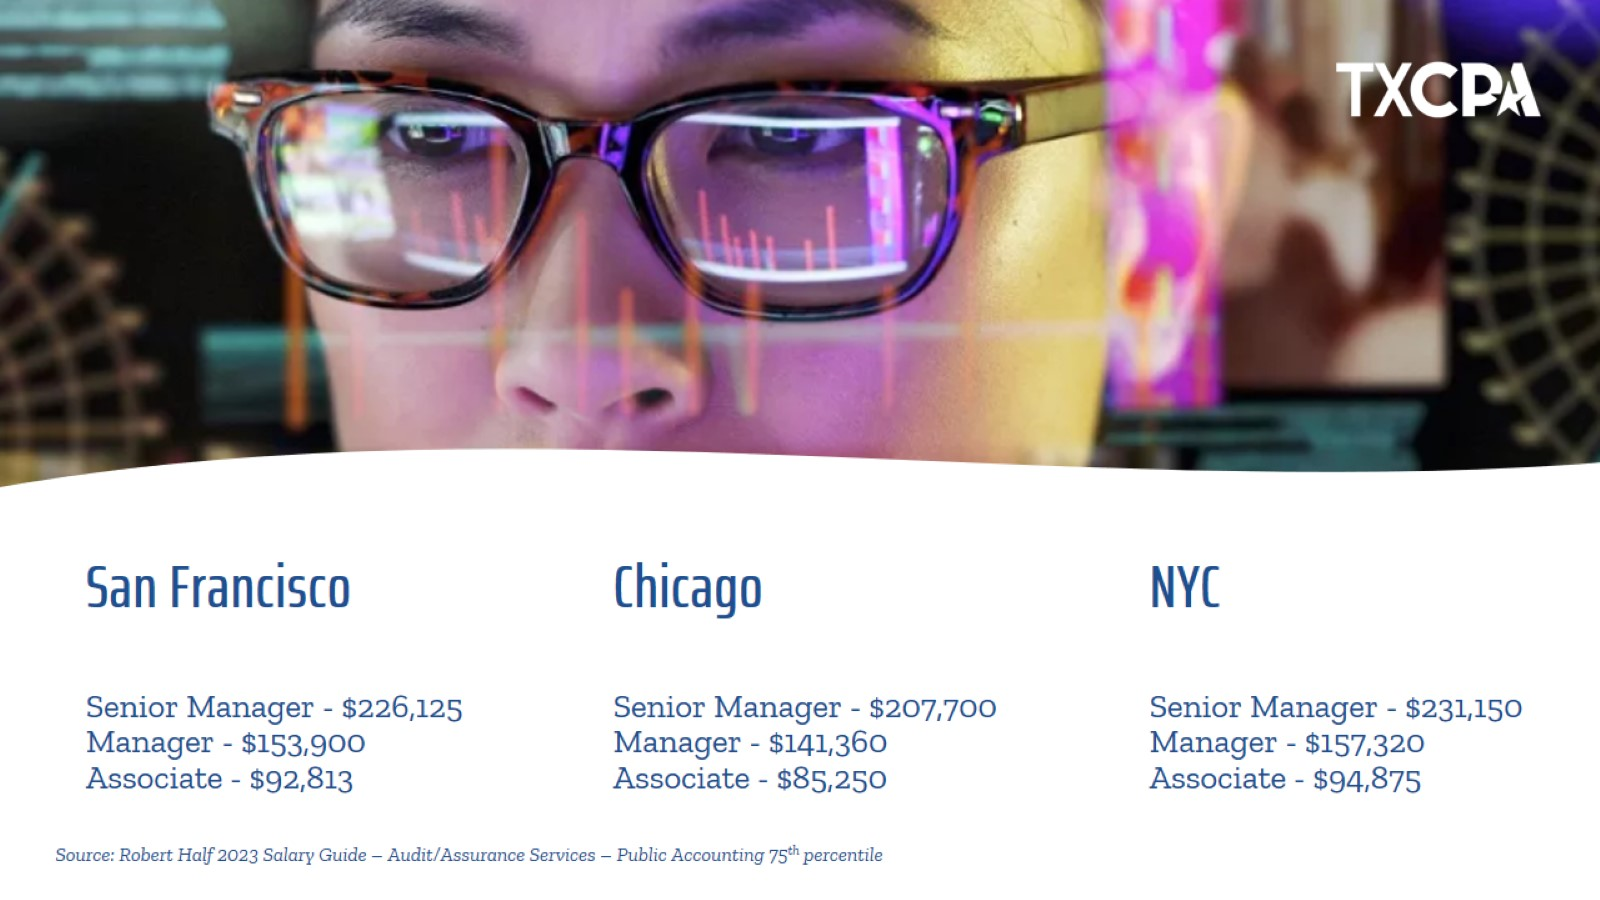 TXCPA
San Francisco
Chicago
NYC
Senior Manager - $226,125
Manager - $153,900
Associate - $92,813
Senior Manager - $207,700
Manager - $141,360
Associate - $85,250
Senior Manager - $231,150
Manager - $157,320
Associate - $94,875
Source: Robert Half 2023 Salary Guide – Audit/Assurance Services – Public Accounting 75th percentile